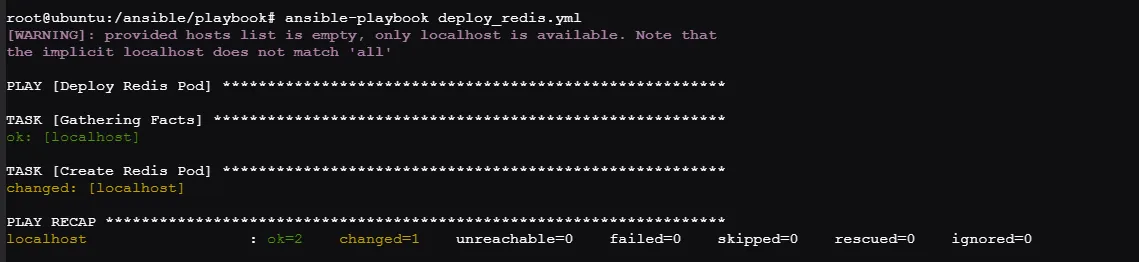 root@ubuntu:/ansible/playbook# ansible-playbook deploy_redis.yml
[WARNING]: provided hosts list is empty, only localhost is available. Note that
the implicit localhost does not match 'all'
PLAY [Deploy Redis Pod] ********************************************************
TASK [Gathering Facts] *********************************************************
ok: [localhost]
TASK [Create Redis Pod] ********************************************************
changed: [localhost]
PLAY RECAP *********************************************************************
localhost                  : ok=2    changed=1    unreachable=0    failed=0    skipped=0    rescued=0    ignored=0